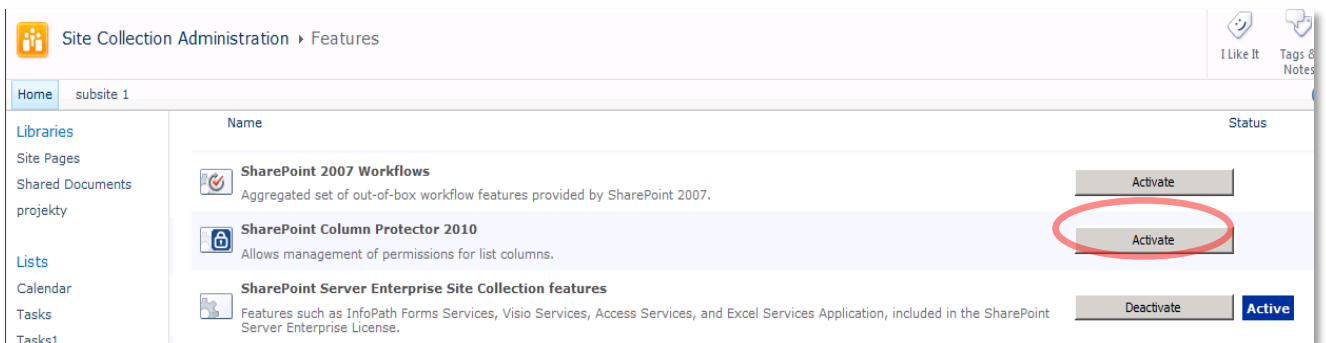 Site Collection Administration ▸ Features
I Like It
Tags &
Notes
Home subsite 1
Libraries
Site Pages
Shared Documents
projekty
Lists
Calendar
Tasks
Tasks1
Name Status
SharePoint 2007 Workflows
Aggregated set of out-of-box workflow features provided by SharePoint 2007.
Activate
SharePoint Column Protector 2010
Allows management of permissions for list columns.
Activate
SharePoint Server Enterprise Site Collection features
Features such as InfoPath Forms Services, Visio Services, Access Services, and Excel Services Application, included in the SharePoint
Server Enterprise License.
Deactivate Active